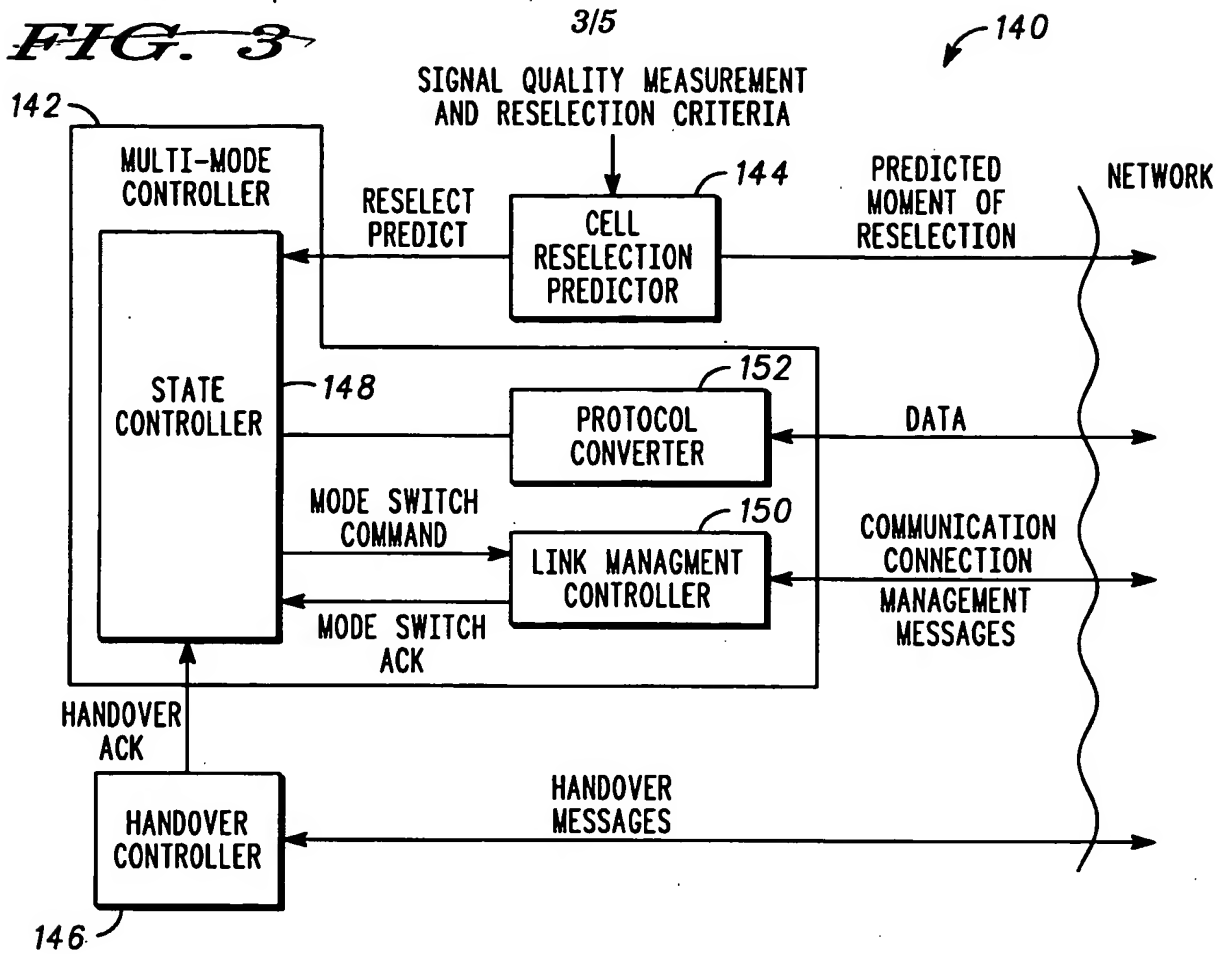 FIG. 3
3/5
140
SIGNAL QUALITY MEASUREMENT
AND RESELECTION CRITERIA
142
MULTI-MODE
CONTROLLER
RESELECT
PREDICT
144
CELL
RESELECTION
PREDICTOR
PREDICTED
MOMENT OF
RESELECTION
NETWORK
STATE
CONTROLLER
148
152
PROTOCOL
CONVERTER
DATA
MODE SWITCH
COMMAND
150
LINK MANAGMENT
CONTROLLER
COMMUNICATION
CONNECTION
MANAGEMENT
MESSAGES
MODE SWITCH
ACK
HANDOVER
ACK
HANDOVER
CONTROLLER
HANDOVER
MESSAGES
146